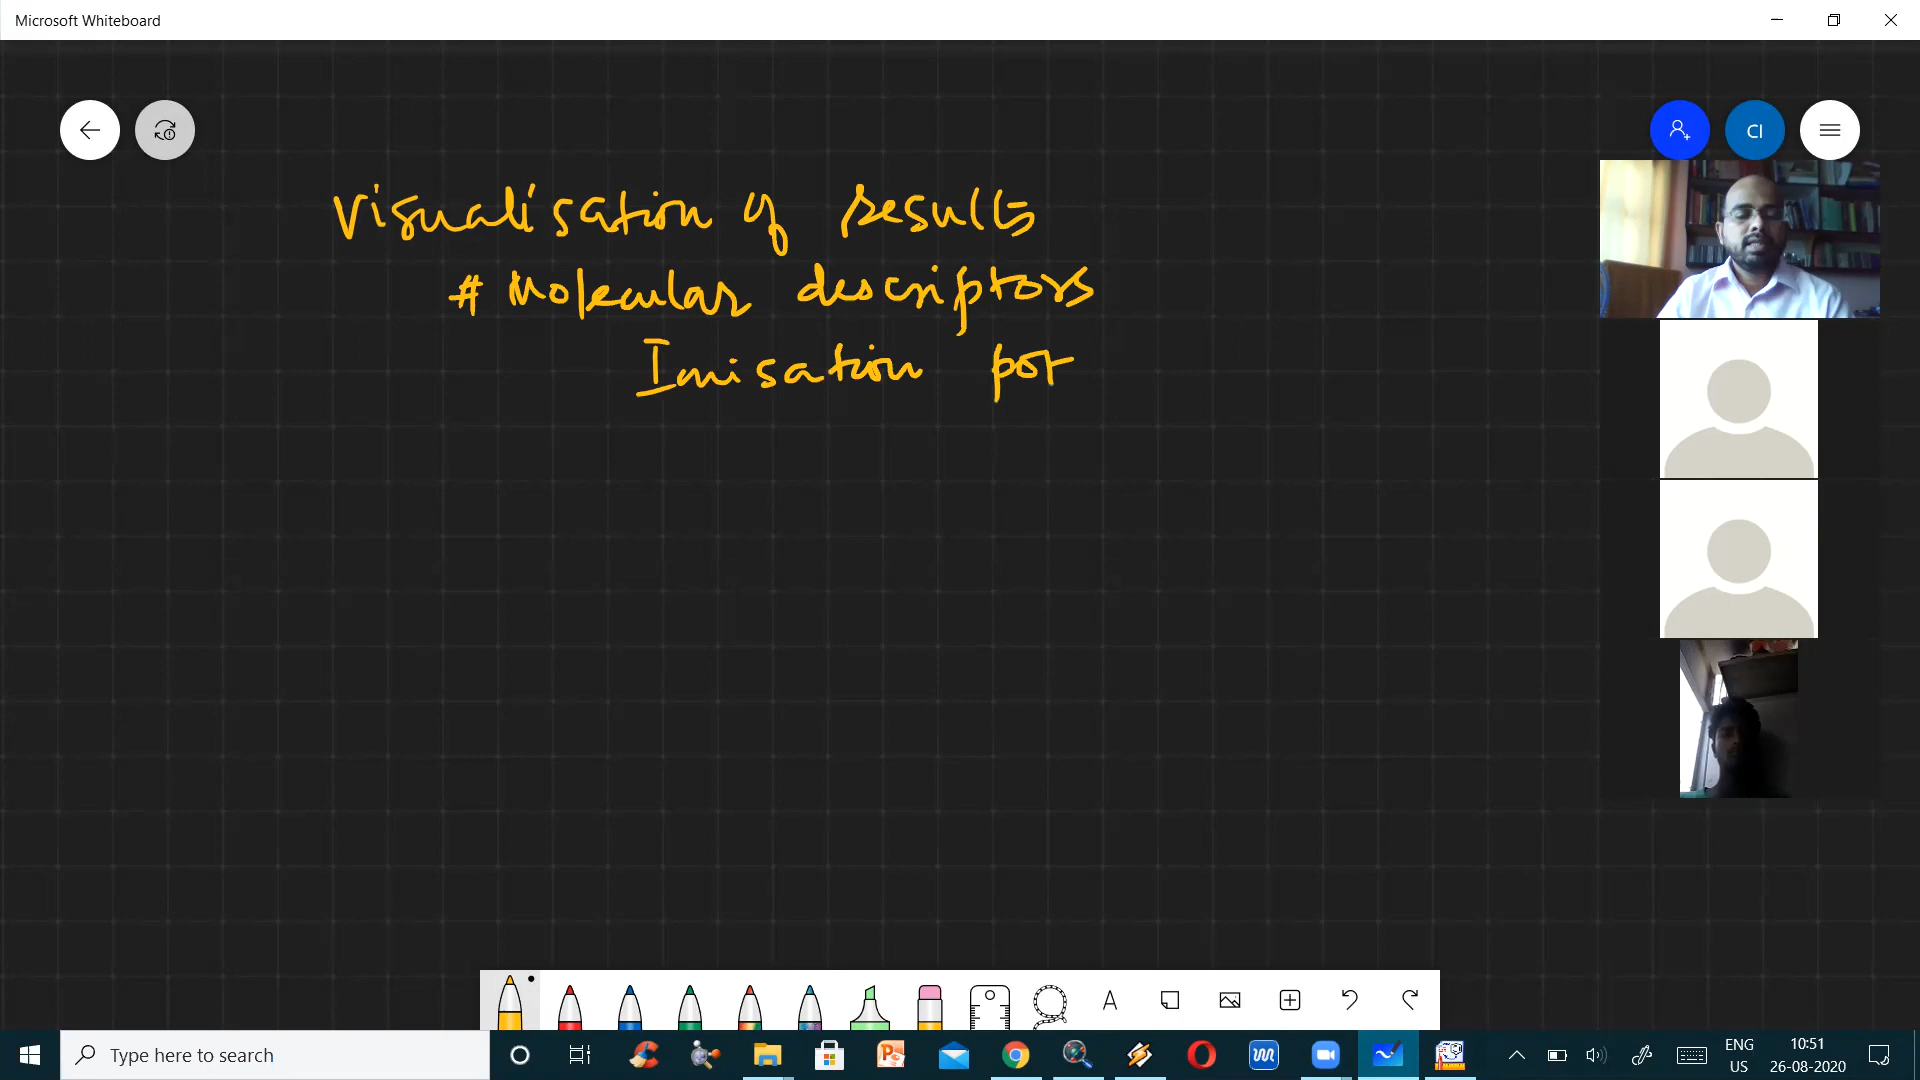 Microsoft Whiteboard
CI
Visualisation of results
# Molecular descriptors
Ionisation pot
A
Type here to search
ENG
US
10:51
26-08-2020